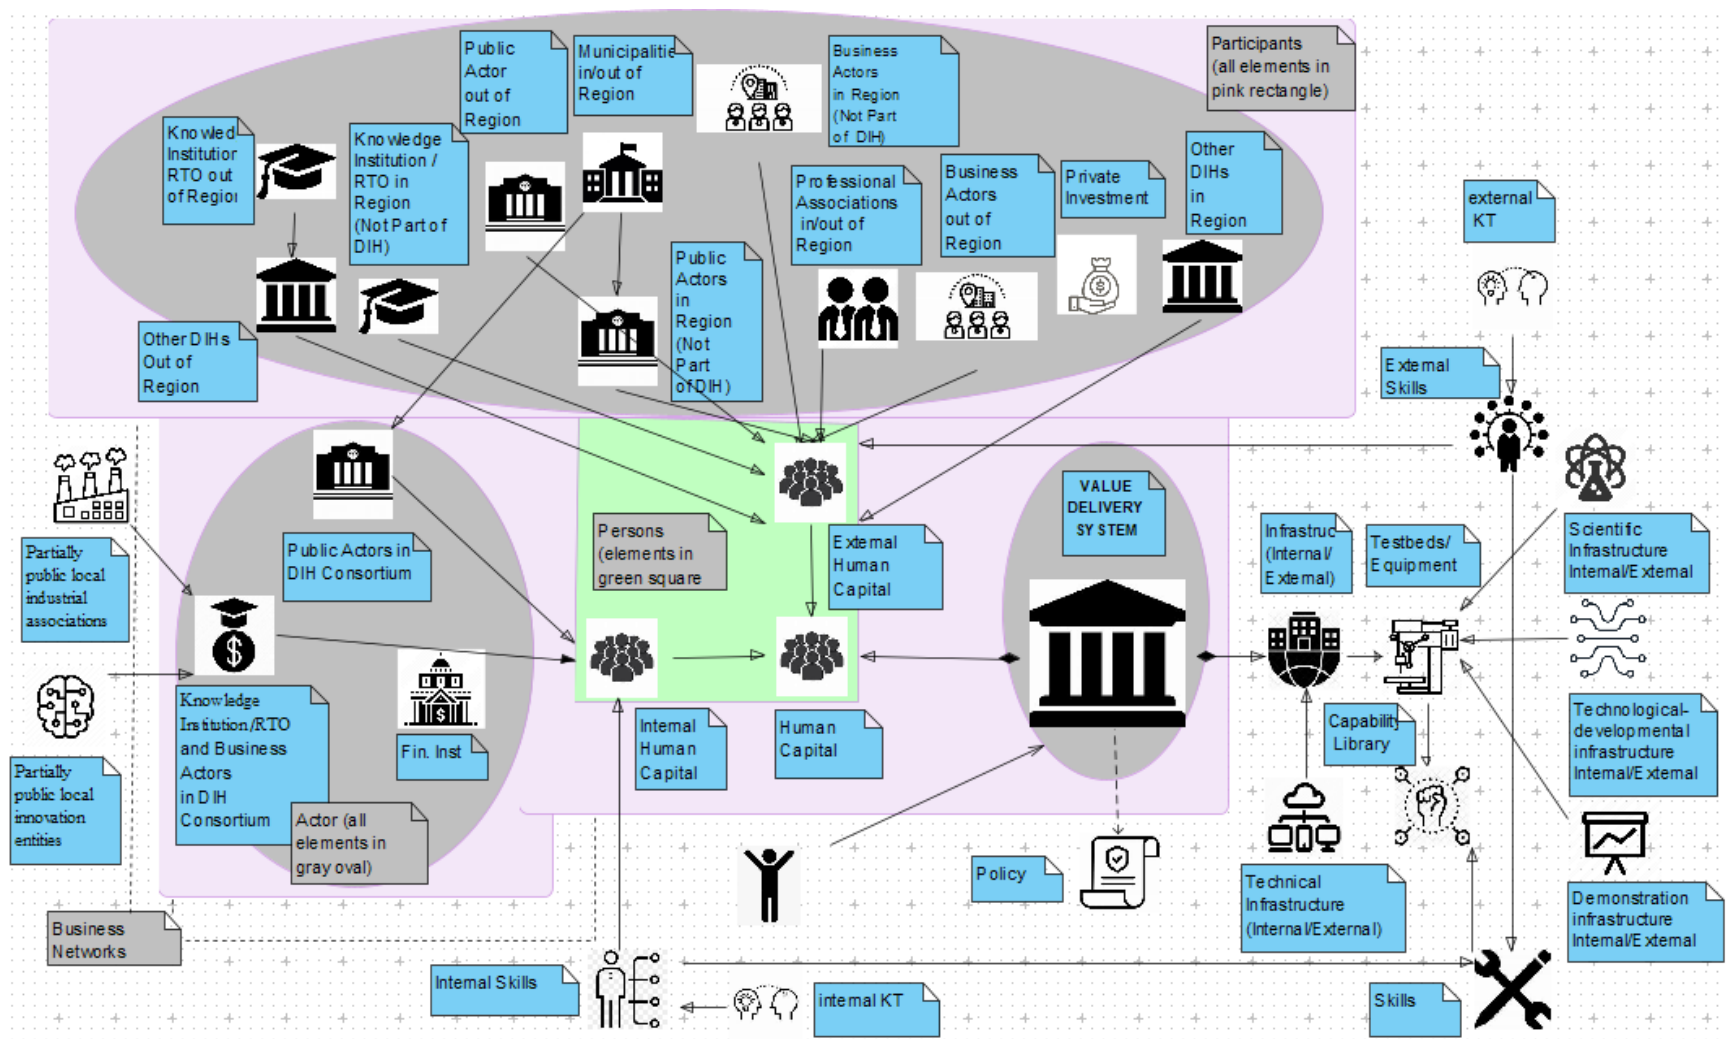 Public
Actor
out of
Region
Municipalitie
in/out of
Region
Business
Actors
in Region
(Not Part
of DIH)
Participants
(all elements in
pink rectangle)
Knowled
Institution
RTO out
of Region
Knowledge
Institution /
RTO in
Region
(Not Part of
DIH)
Professional
Associations
in/out of
Region
Business
Actors
out of
Region
Private
Investment
Other
DIHs
in
Region
external
KT
Public
Actors
in
Region
(Not
Part
of DIH)
Other DIHs
Out of
Region
External
Skills
VALUE
DELIVERY
SYSTEM
Persons
(elements in
green square
External
Human
Capital
Infrastruc
(Internal/
External)
Testbeds/
Equipment
Scientific
Infrastructure
Internal/External
Partially
public local
industrial
associations
Public Actors in
DIH Consortium
Knowledge
Institution/RTO
and Business
Actors
in DIH
Consortium
Fin. Inst
Internal
Human
Capital
Human
Capital
Capability
Library
Technological-
developmental
infrastructure
Internal/External
Partially
public local
innovation
entities
Actor (all
elements in
gray oval)
Policy
Technical
Infrastructure
(Internal/External)
Demonstration
infrastructure
Internal/External
Business
Networks
Internal Skills
internal KT
Skills